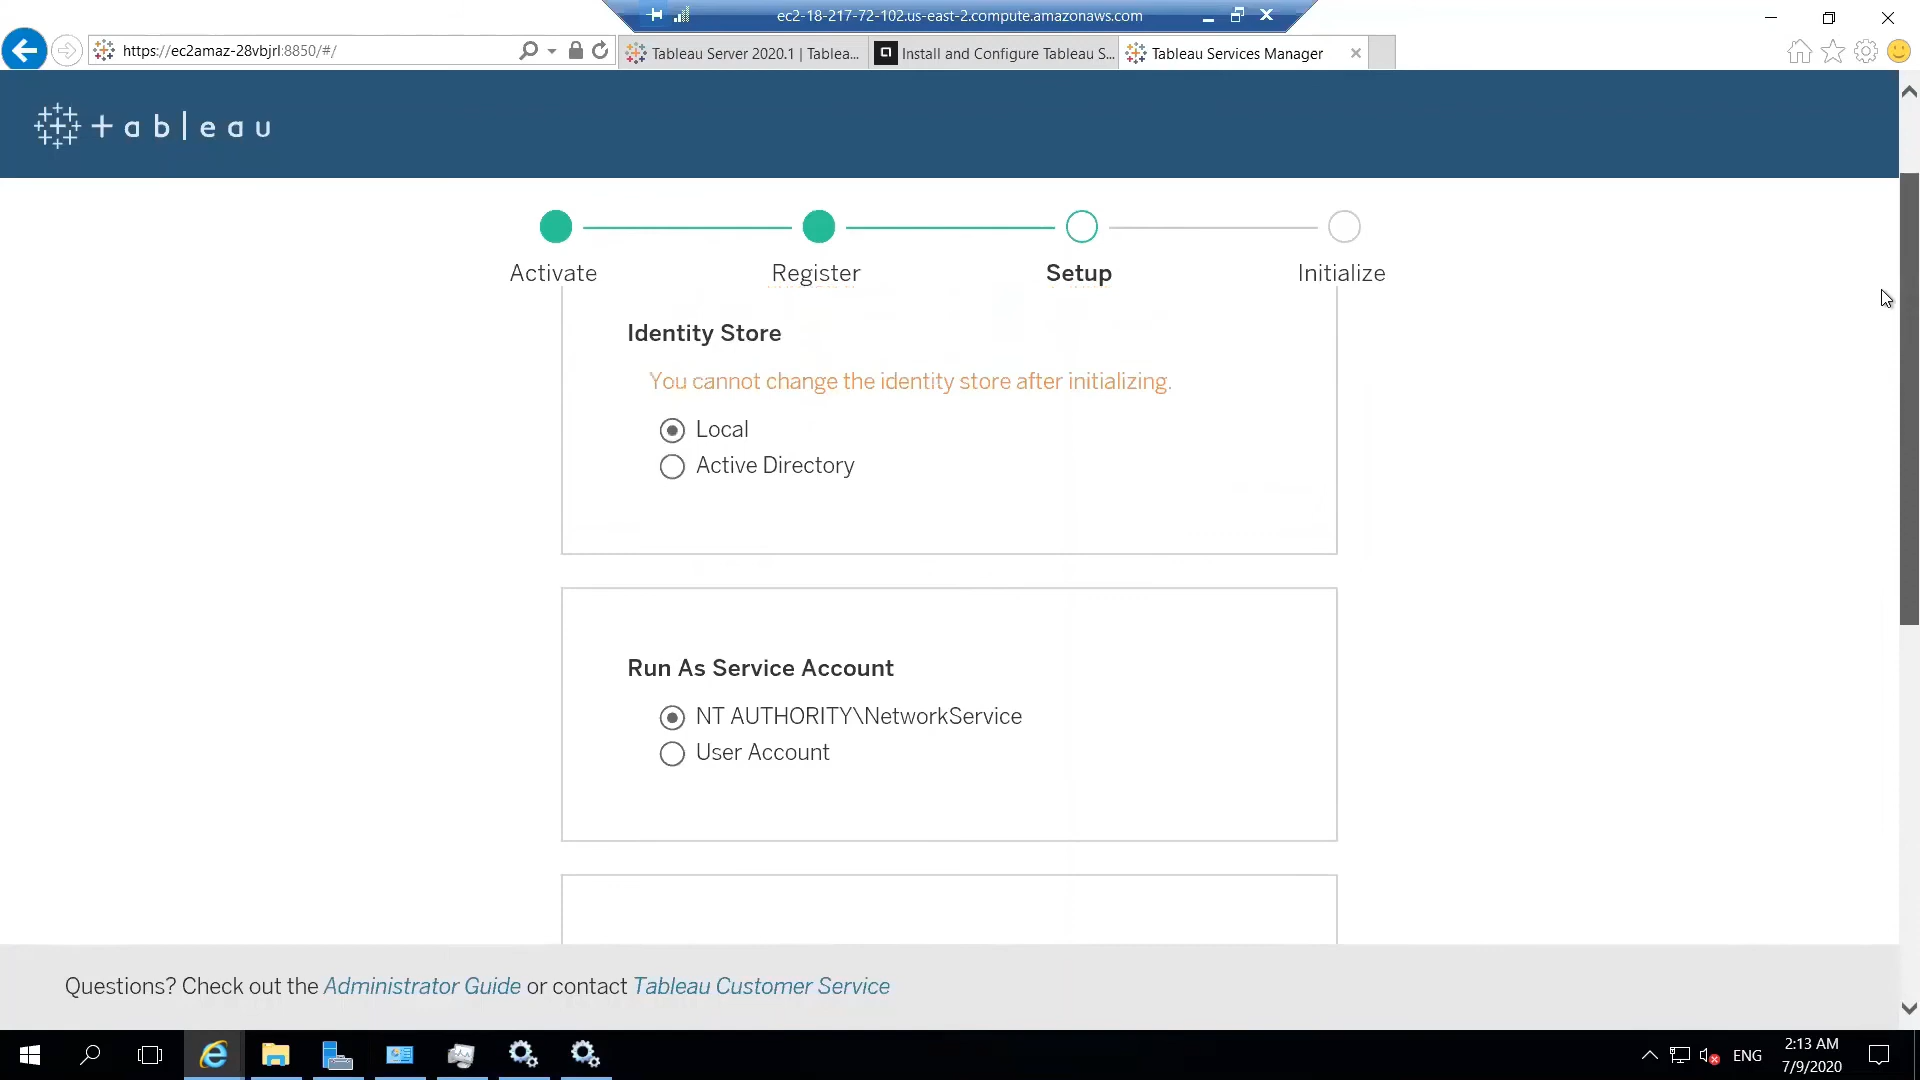 ec2-18-217-72-102.us-east-2.compute.amazonaws.com
https://ec2amaz-28vbjrl:8850/#/
Tableau Server 2020.1 | Tablea...
Install and Configure Tableau S...
Tableau Services Manager
+ a b | e a u
Activate
Register
Setup
Initialize
Identity Store
You cannot change the identity store after initializing.
Local
Active Directory
Run As Service Account
NT AUTHORITY\NetworkService
User Account
Questions? Check out the Administrator Guide or contact Tableau Customer Service
ENG
2:13 AM
7/9/2020